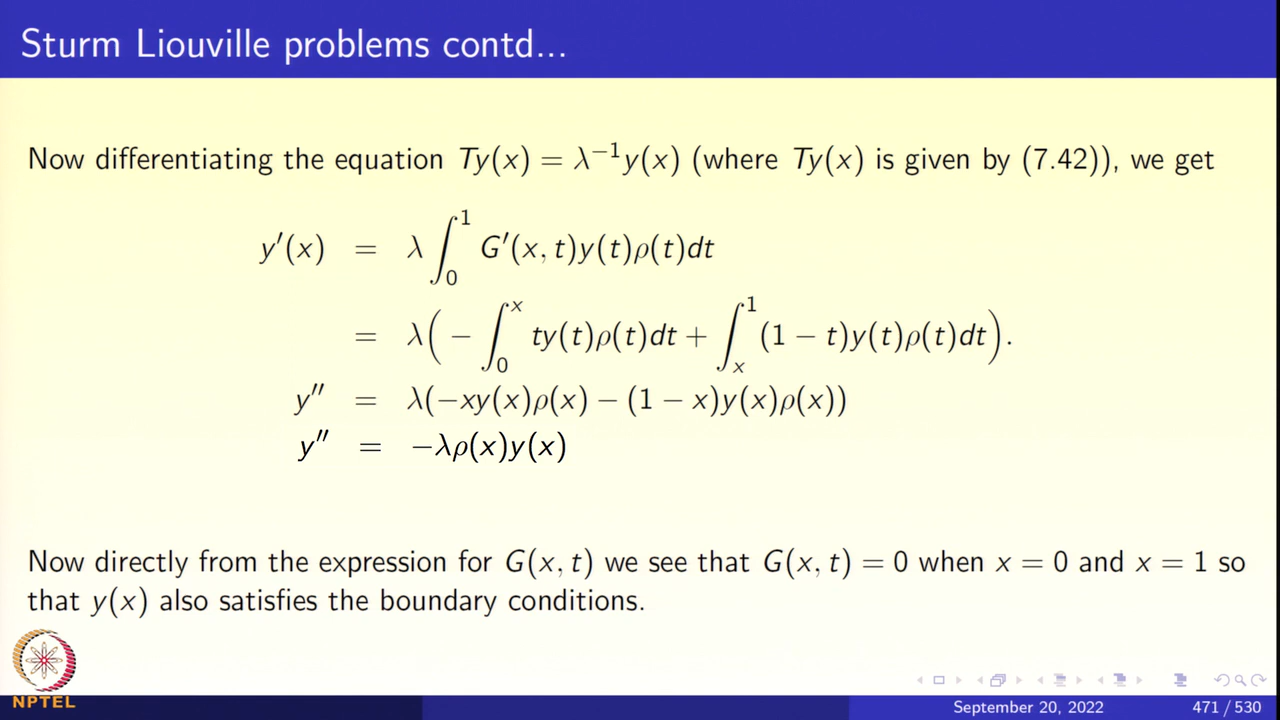 Sturm Liouville problems contd...
Now differentiating the equation Ty(x) = λ⁻¹y(x) (where Ty(x) is given by (7.42)), we get
y′(x) = λ ∫₀¹ G′(x, t)y(t)ρ(t)dt
= λ( − ∫₀ˣ ty(t)ρ(t)dt + ∫ₓ¹ (1 − t)y(t)ρ(t)dt ).
y″ = λ(−xy(x)ρ(x) − (1 − x)y(x)ρ(x))
y″ = −λρ(x)y(x)
Now directly from the expression for G(x, t) we see that G(x, t) = 0 when x = 0 and x = 1 so
that y(x) also satisfies the boundary conditions.
NPTEL
September 20, 2022 471 / 530